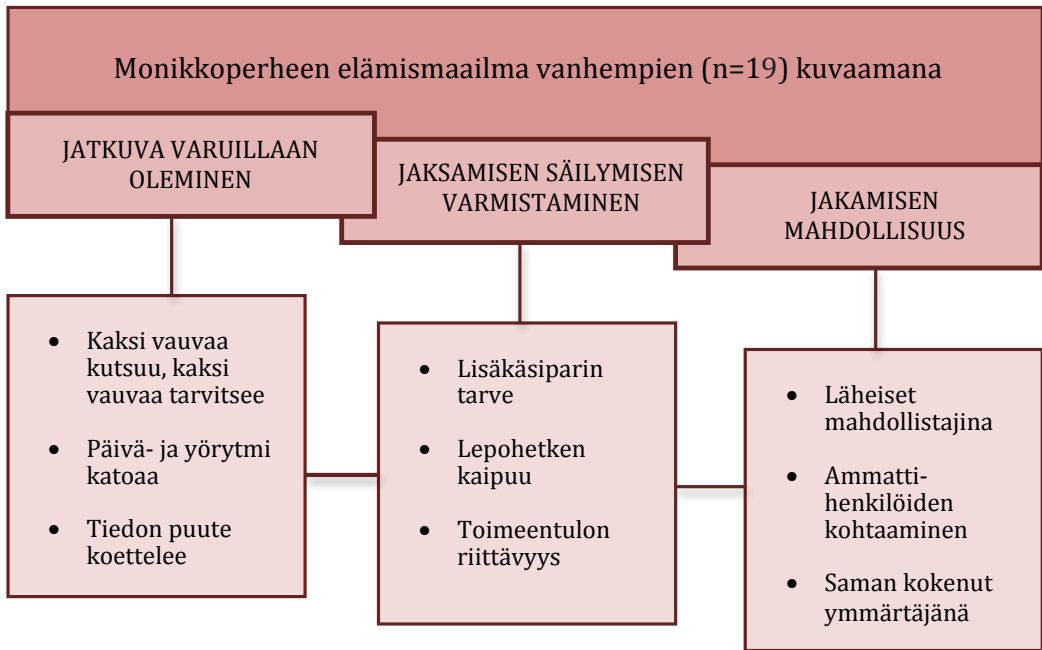 Monikkoperheen elämismaailma vanhempien (n=19) kuvaamana
JATKUVA VARUILLAAN
OLEMINEN
JAKSAMISEN SÄILYMISEN
VARMISTAMINEN
JAKAMISEN
MAHDOLLISUUS
• Kaksi vauvaa
kutsuu, kaksi
vauvaa tarvitsee
• Päivä- ja yörytmi
katoaa
• Tiedon puute
koettelee
• Lisäkäsiparin
tarve
• Lepohetken
kaipuu
• Toimeentulon
riittävyys
• Läheiset
mahdollistajina
• Ammatti-
henkilöiden
kohtaaminen
• Saman kokenut
ymmärtäjänä